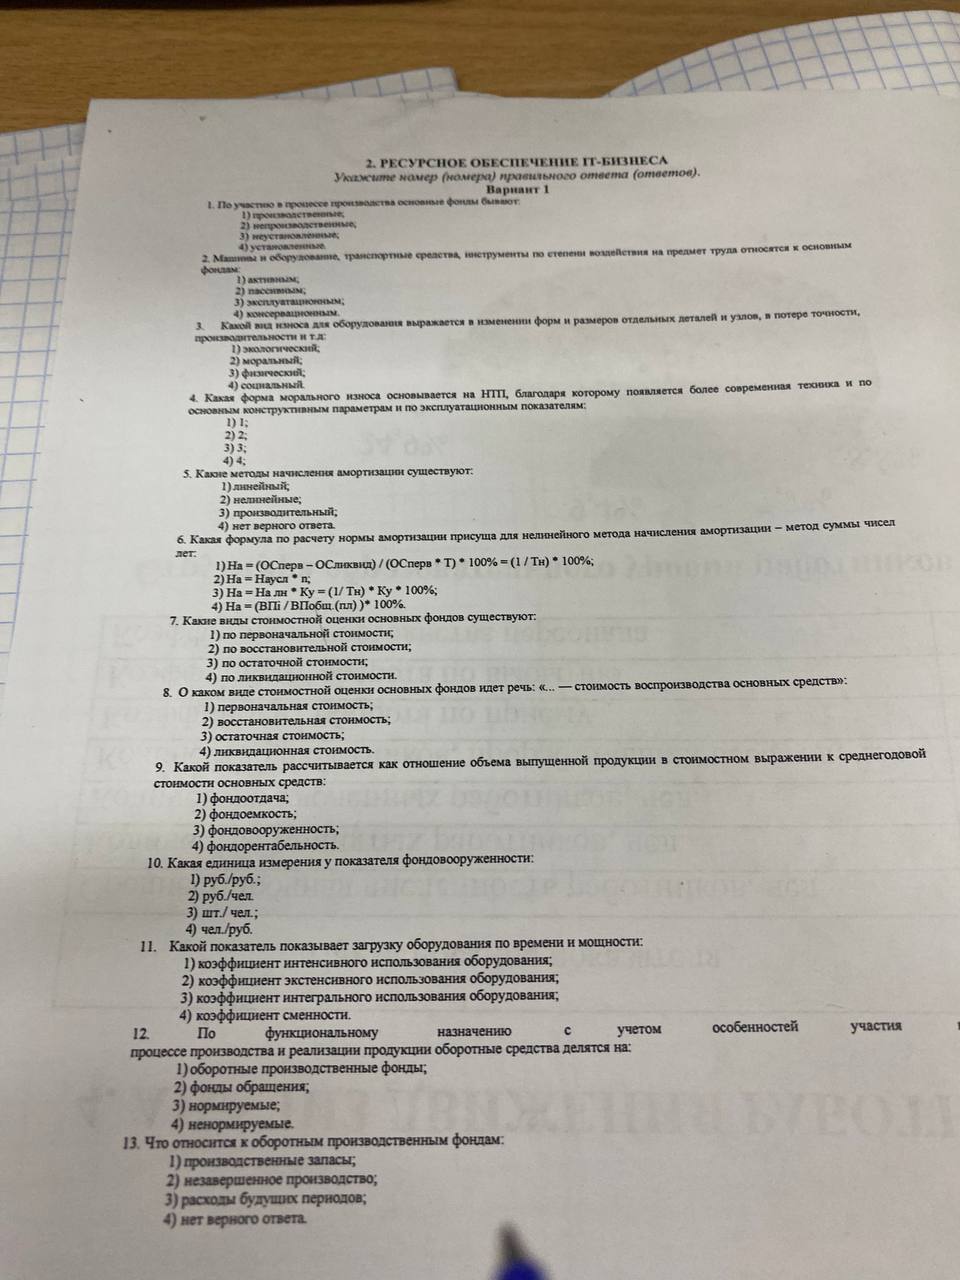 2. РЕСУРСНОЕ ОБЕСПЕЧЕНИЕ IT-БИЗНЕСА
Укажите номер (номера) правильного ответа (ответов).
Вариант 1
1. По участию в процессе производства основные фонды бывают:
1) производственные;
2) непроизводственные;
3) неустановленные;
4) установленные.
2. Машины и оборудование, транспортные средства, инструменты по степени воздействия на предмет труда относятся к основным
фондам:
1) активным;
2) пассивным;
3) эксплуатационным;
4) консервационным.
3. Какой вид износа для оборудования выражается в изменении форм и размеров отдельных деталей и узлов, в потере точности,
производительности и т.д:
1) экологический;
2) моральный;
3) физический;
4) социальный.
4. Какая форма морального износа основывается на НТП, благодаря которому появляется более современная техника и по
основным конструктивным параметрам и по эксплуатационным показателям:
1) 1;
2) 2;
3) 3;
4) 4;
5. Какие методы начисления амортизации существуют:
1) линейный;
2) нелинейные;
3) производительный;
4) нет верного ответа.
6. Какая формула по расчету нормы амортизации присуща для нелинейного метода начисления амортизации – метод суммы чисел
лет:
1) На = (ОСперв – ОСликвид) / (ОСперв * Т) * 100% = (1 / Тн) * 100%;
2) На = Наусл * n;
3) На = На лн * Ку = (1/ Тн) * Ку * 100%;
4) На = (ВПi / ВПобщ.(пл) )* 100%.
7. Какие виды стоимостной оценки основных фондов существуют:
1) по первоначальной стоимости;
2) по восстановительной стоимости;
3) по остаточной стоимости;
4) по ликвидационной стоимости.
8. О каком виде стоимостной оценки основных фондов идет речь: «... — стоимость воспроизводства основных средств»:
1) первоначальная стоимость;
2) восстановительная стоимость;
3) остаточная стоимость;
4) ликвидационная стоимость.
9. Какой показатель рассчитывается как отношение объема выпущенной продукции в стоимостном выражении к среднегодовой
стоимости основных средств:
1) фондоотдача;
2) фондоемкость;
3) фондовооруженность;
4) фондорентабельность.
10. Какая единица измерения у показателя фондовооруженности:
1) руб./руб.;
2) руб./чел.
3) шт./ чел.;
4) чел./руб.
11. Какой показатель показывает загрузку оборудования по времени и мощности:
1) коэффициент интенсивного использования оборудования;
2) коэффициент экстенсивного использования оборудования;
3) коэффициент интегрального использования оборудования;
4) коэффициент сменности.
12. По функциональному назначению с учетом особенностей участия
процессе производства и реализации продукции оборотные средства делятся на:
1) оборотные производственные фонды;
2) фонды обращения;
3) нормируемые;
4) ненормируемые.
13. Что относится к оборотным производственным фондам:
1) производственные запасы;
2) незавершенное производство;
3) расходы будущих периодов;
4) нет верного ответа.